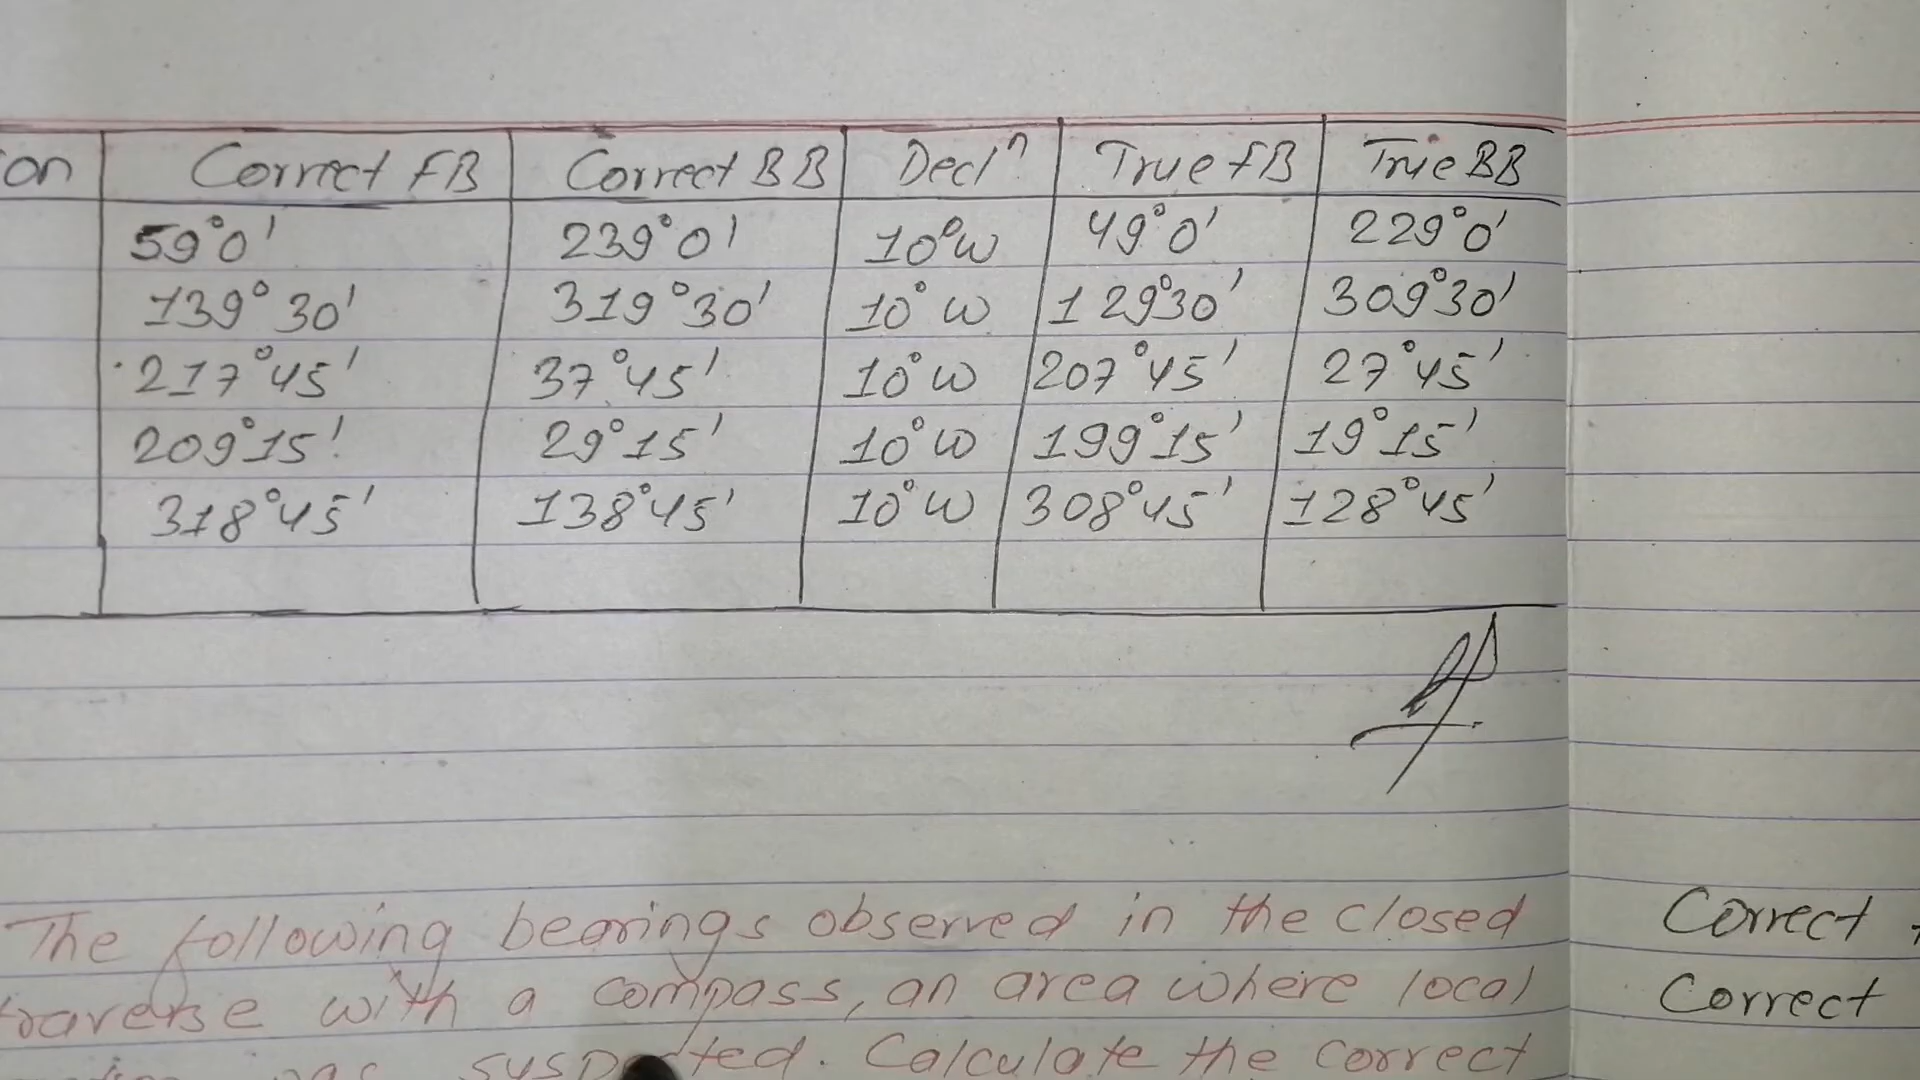 on Correct FB Correct BB Decl^n. True FB True BB
59°0' 239°0' 10°W 49°0' 229°0'
139°30' 319°30' 10°W 129°30' 309°30'
217°45' 37°45' 10°W 207°45' 27°45'
209°15' 29°15' 10°W 199°15' 19°15'
318°45' 138°45' 10°W 308°45' 128°45'
The following bearings observed in the closed
traverse with a compass, an area where local
was suspected. Calculate the correct
Correct
Correct